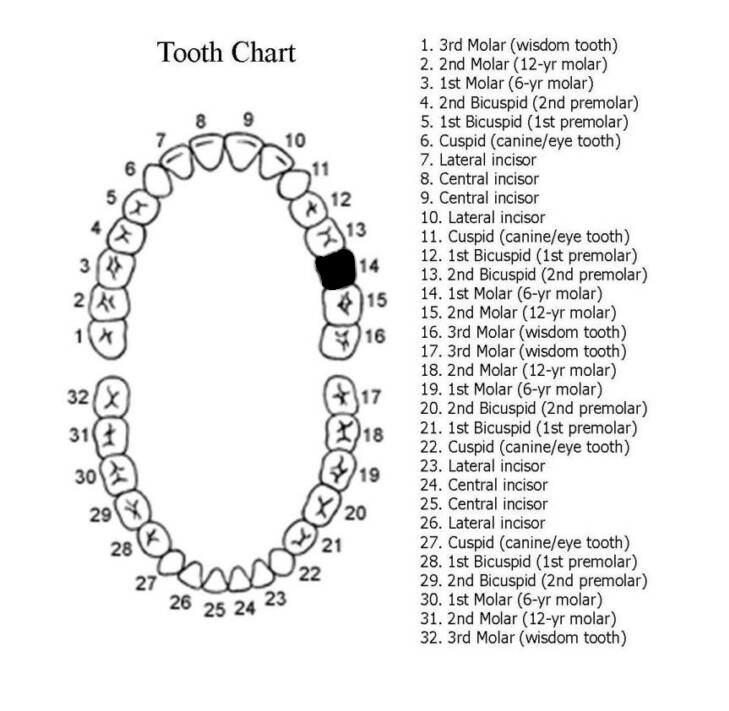 Tooth Chart
1. 3rd Molar (wisdom tooth)
2. 2nd Molar (12-yr molar)
3. 1st Molar (6-yr molar)
4. 2nd Bicuspid (2nd premolar)
5. 1st Bicuspid (1st premolar)
6. Cuspid (canine/eye tooth)
7. Lateral incisor
8. Central incisor
9. Central incisor
10. Lateral incisor
11. Cuspid (canine/eye tooth)
12. 1st Bicuspid (1st premolar)
13. 2nd Bicuspid (2nd premolar)
14. 1st Molar (6-yr molar)
15. 2nd Molar (12-yr molar)
16. 3rd Molar (wisdom tooth)
17. 3rd Molar (wisdom tooth)
18. 2nd Molar (12-yr molar)
19. 1st Molar (6-yr molar)
20. 2nd Bicuspid (2nd premolar)
21. 1st Bicuspid (1st premolar)
22. Cuspid (canine/eye tooth)
23. Lateral incisor
24. Central incisor
25. Central incisor
26. Lateral incisor
27. Cuspid (canine/eye tooth)
28. 1st Bicuspid (1st premolar)
29. 2nd Bicuspid (2nd premolar)
30. 1st Molar (6-yr molar)
31. 2nd Molar (12-yr molar)
32. 3rd Molar (wisdom tooth)
1
2
3
4
5
6
7
8
9
10
11
12
13
14
15
16
17
18
19
20
21
22
23
24
25
26
27
28
29
30
31
32